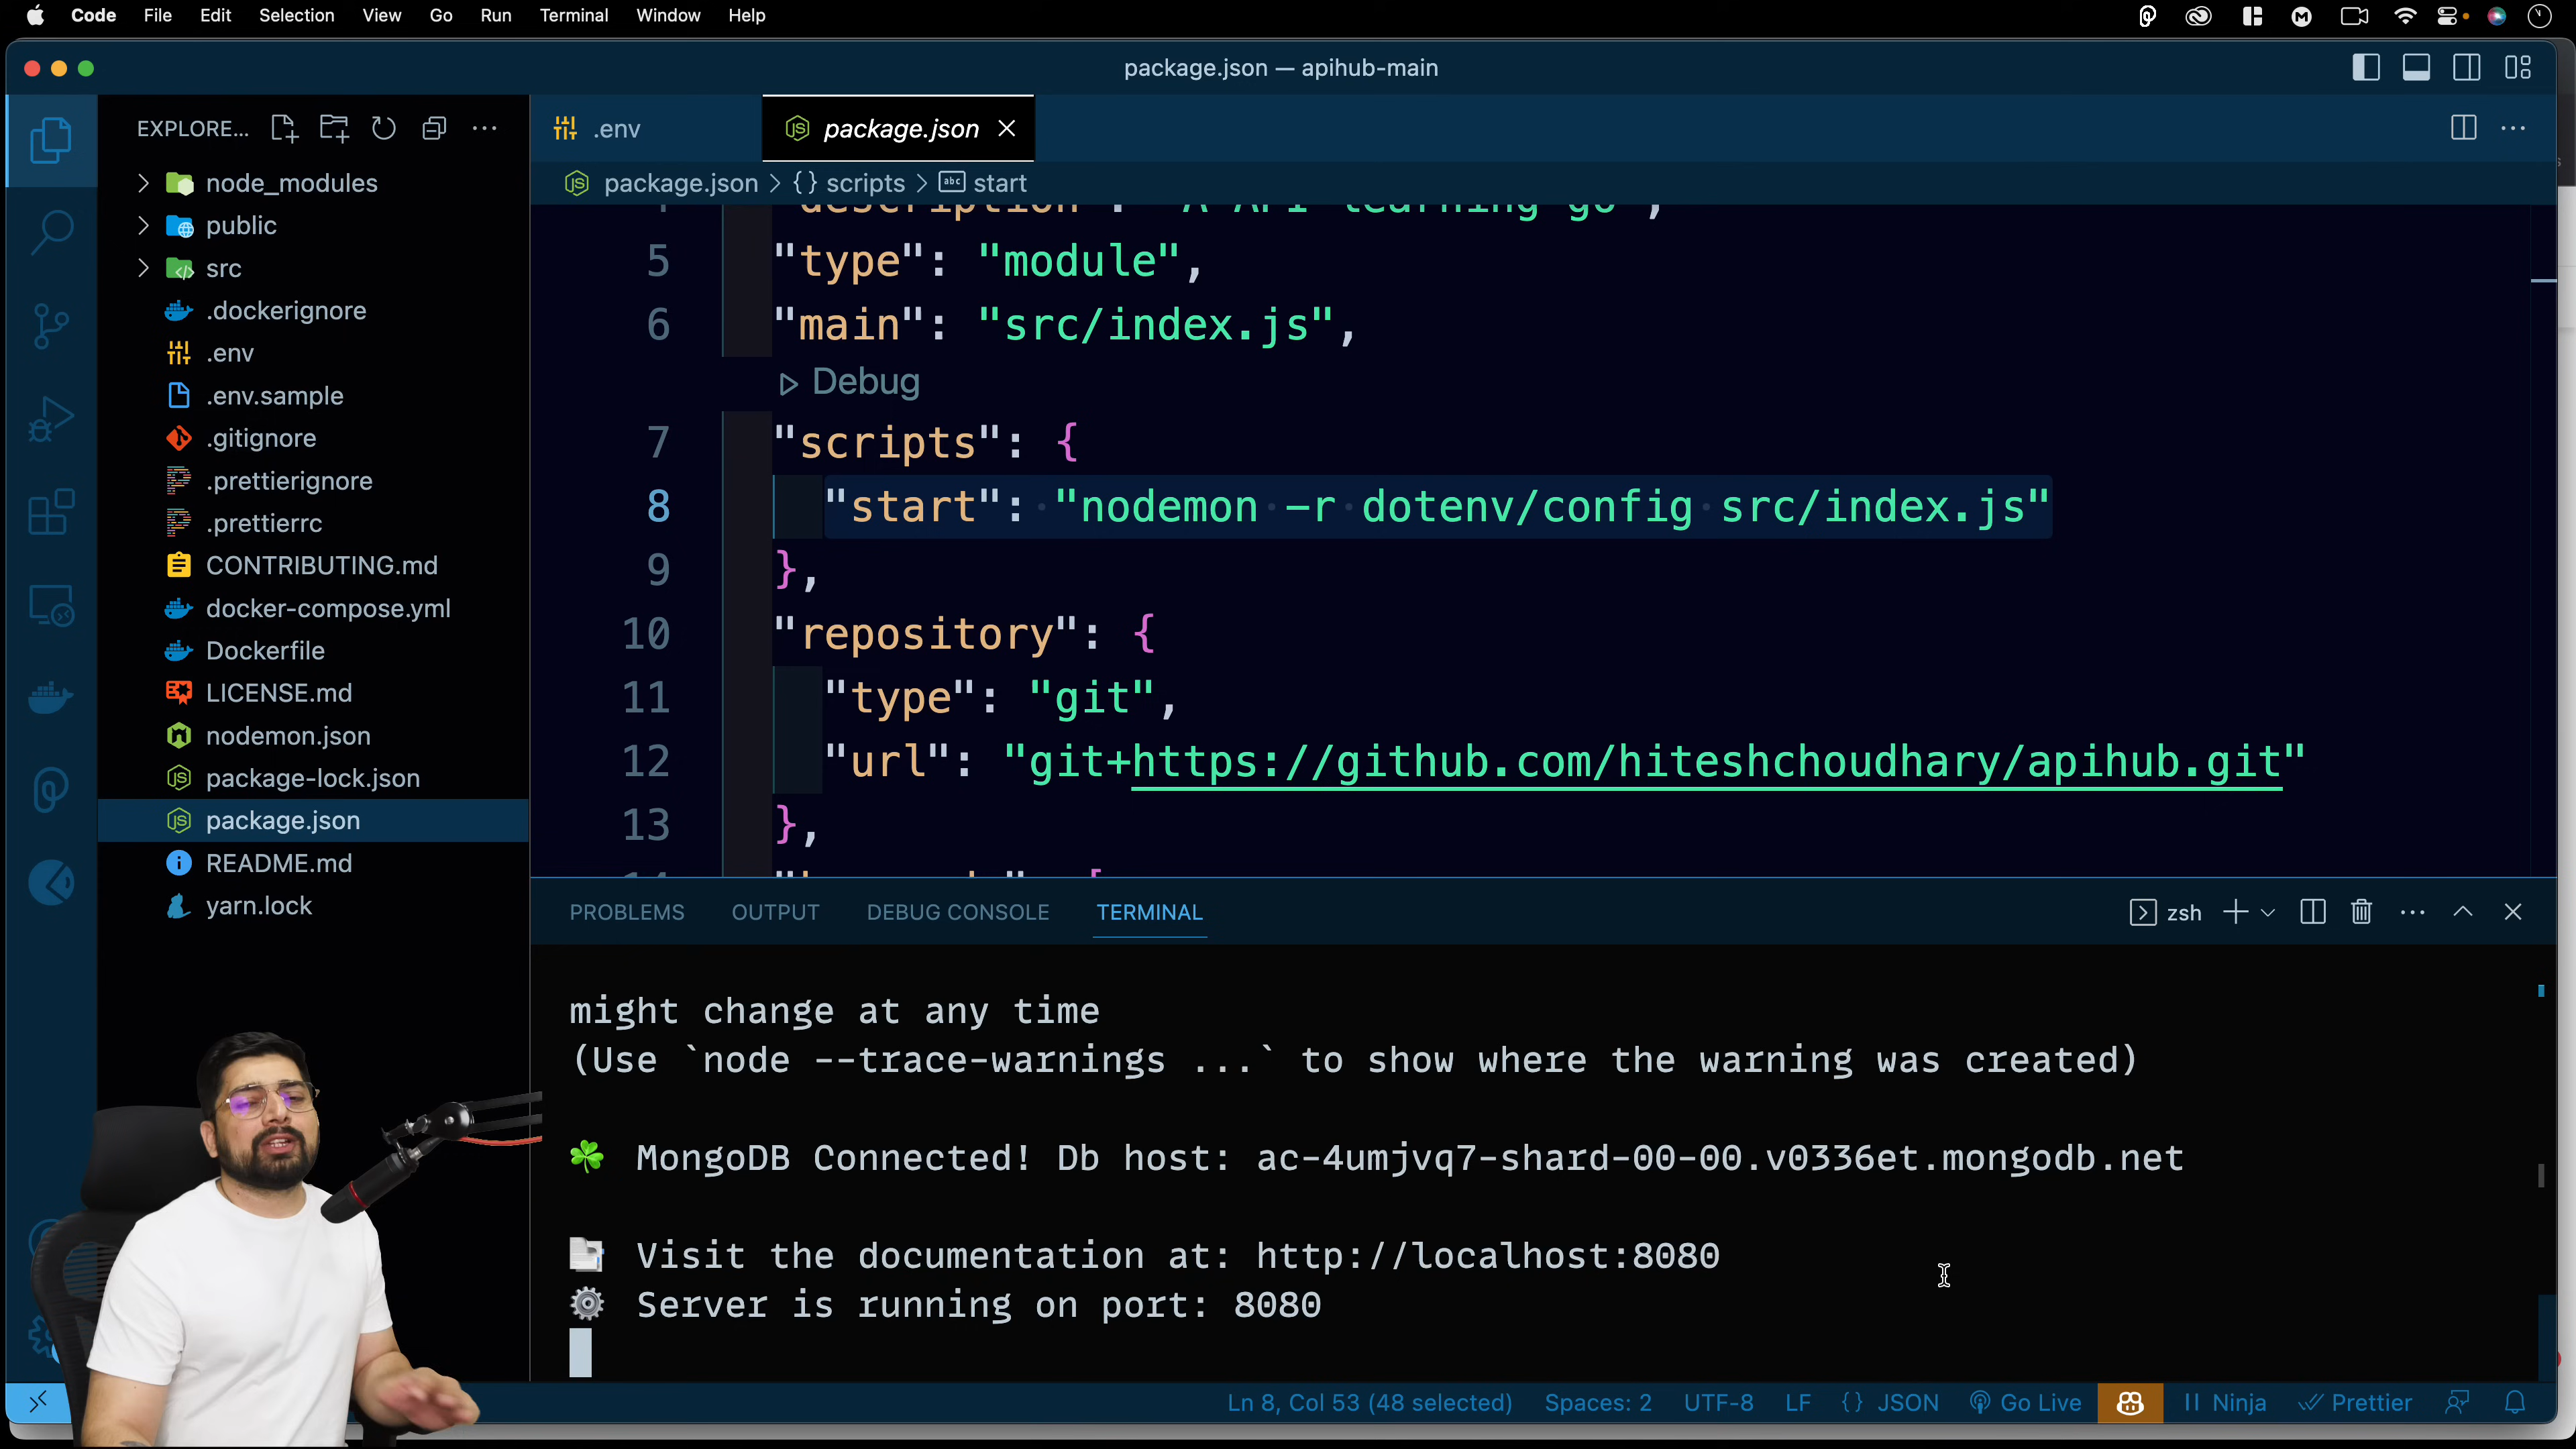 Code File Edit Selection View Go Run Terminal Window Help
package.json — apihub-main
EXPLORE...
node_modules
public
src
.dockerignore
.env
.env.sample
.gitignore
.prettierignore
.prettierrc
CONTRIBUTING.md
docker-compose.yml
Dockerfile
LICENSE.md
nodemon.json
package-lock.json
package.json
README.md
yarn.lock
.env package.json
package.json > {} scripts > abc start
"description": "A API learning go",
5 "type": "module",
6 "main": "src/index.js",
Debug
7 "scripts": {
8 "start": "nodemon -r dotenv/config src/index.js"
9 },
10 "repository": {
11 "type": "git",
12 "url": "git+https://github.com/hiteshchoudhary/apihub.git"
13 },
PROBLEMS OUTPUT DEBUG CONSOLE TERMINAL zsh
might change at any time
(Use `node --trace-warnings ...` to show where the warning was created)
☘️ MongoDB Connected! Db host: ac-4umjvq7-shard-00-00.v0336et.mongodb.net
Visit the documentation at: http://localhost:8080
⚙️ Server is running on port: 8080
Ln 8, Col 53 (48 selected) Spaces: 2 UTF-8 LF {} JSON Go Live Ninja Prettier